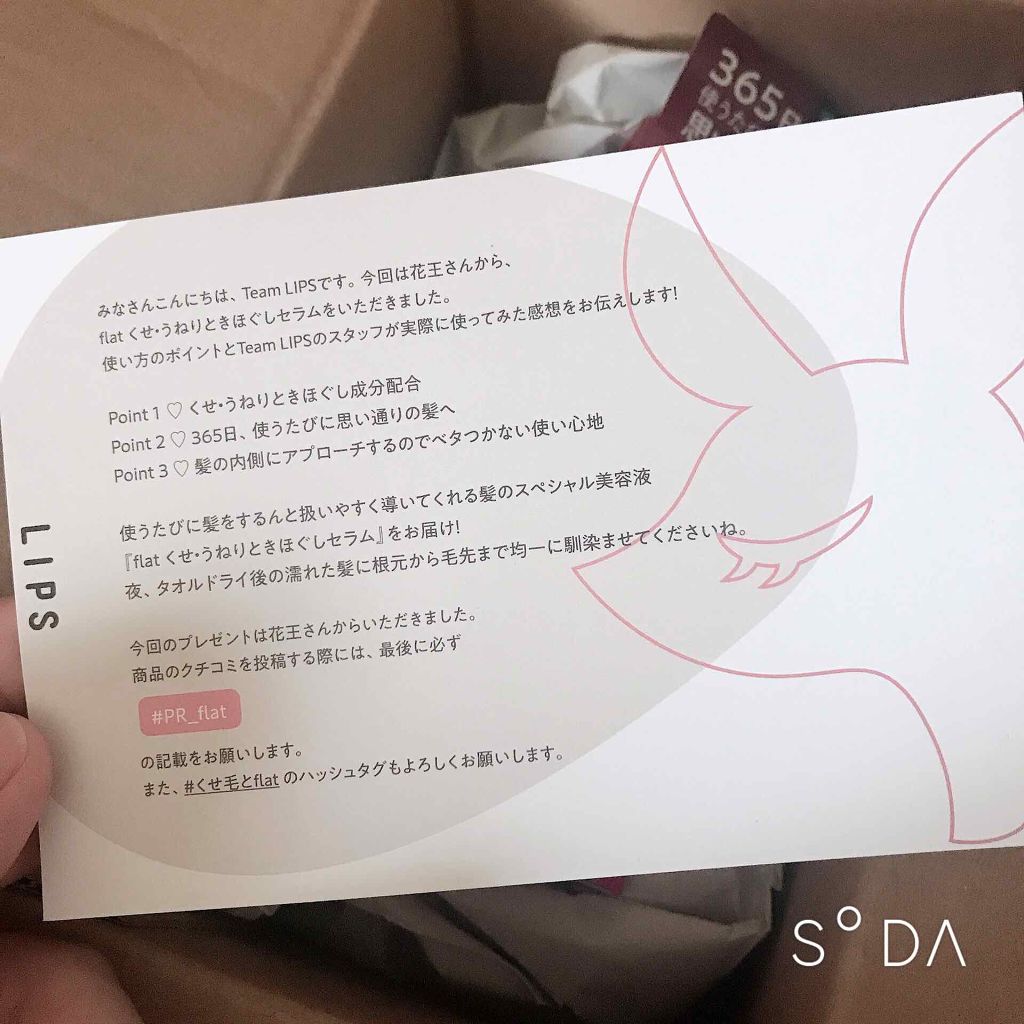 365日
使うた
思い
みなさんこんにちは、Team LIPSです。今回は花王さんから、
flat くせ・うねりときほぐしセラムをいただきました。
使い方のポイントとTeam LIPSのスタッフが実際に使ってみた感想をお伝えします!
Point 1 ♡ くせ・うねりときほぐし成分配合
Point 2 ♡ 365日、使うたびに思い通りの髪へ
Point 3 ♡ 髪の内側にアプローチするのでベタつかない使い心地
使うたびに髪をするんと扱いやすく導いてくれる髪のスペシャル美容液
『flat くせ・うねりときほぐしセラム』をお届け!
夜、タオルドライ後の濡れた髪に根元から毛先まで均一に馴染ませてくださいね。
今回のプレゼントは花王さんからいただきました。
商品のクチコミを投稿する際には、最後に必ず
#PR_flat
の記載をお願いします。
また、#くせ毛とflat のハッシュタグもよろしくお願いします。
LIPS
SODA